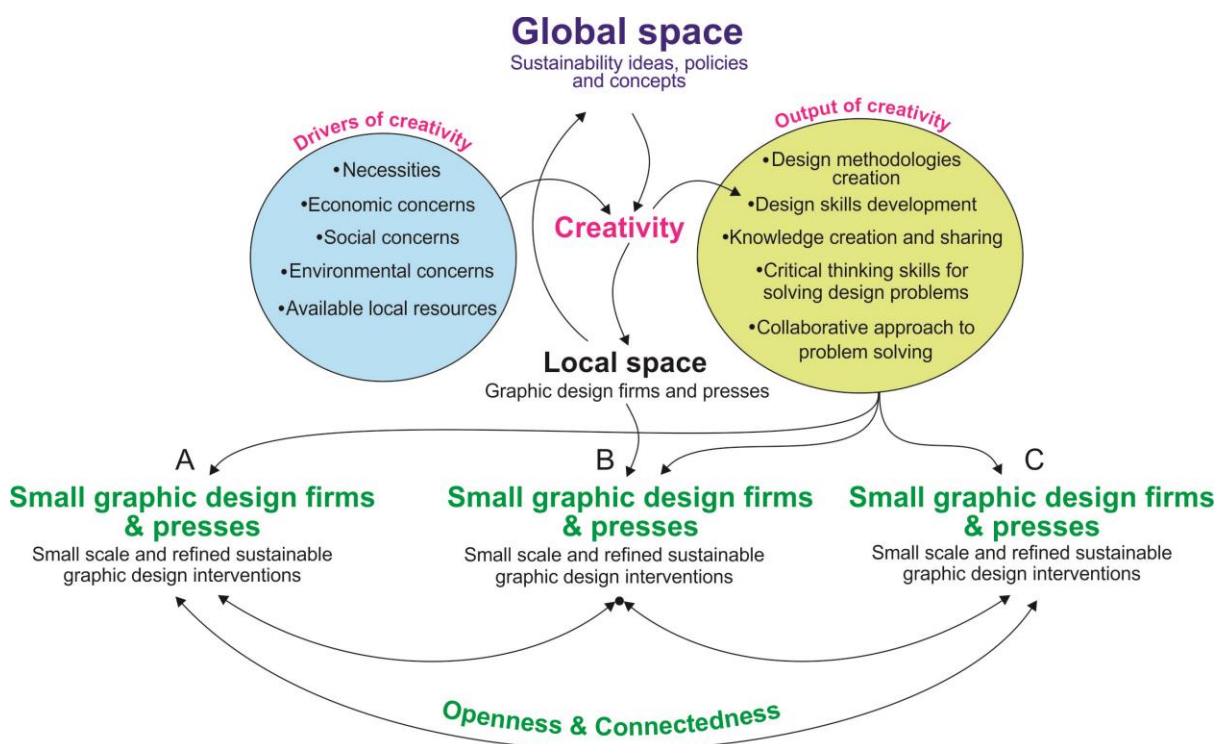 Global space
Sustainability ideas, policies
and concepts
Drivers of creativity
•Necessities
•Economic concerns
•Social concerns
•Environmental concerns
•Available local resources
Creativity
Output of creativity
•Design methodologies
creation
•Design skills development
•Knowledge creation and sharing
•Critical thinking skills for
solving design problems
•Collaborative approach to
problem solving
Local space
Graphic design firms and presses
A
Small graphic design firms
& presses
Small scale and refined sustainable
graphic design interventions
B
Small graphic design firms
& presses
Small scale and refined sustainable
graphic design interventions
C
Small graphic design firms
& presses
Small scale and refined sustainable
graphic design interventions
Openness & Connectedness